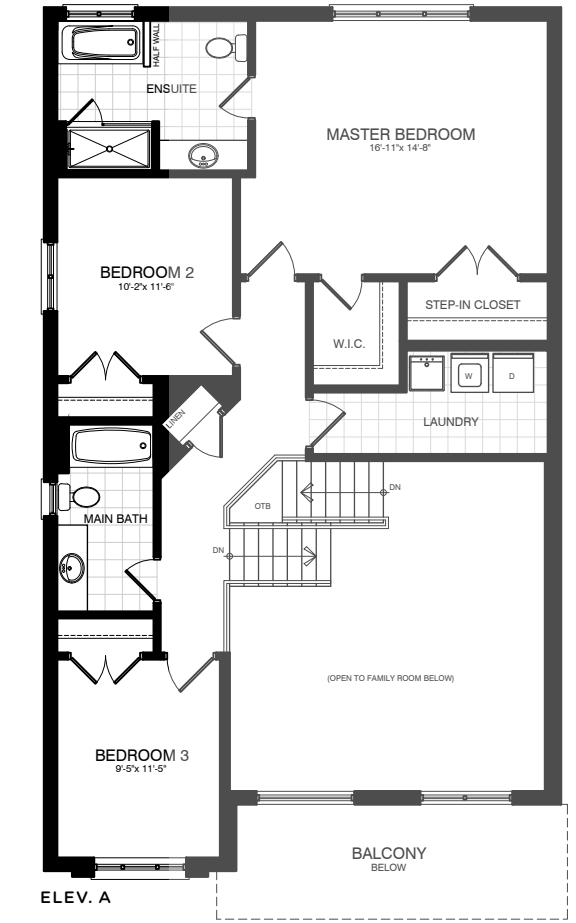 HALF WALL
ENSUITE
MASTER BEDROOM
16'-11"x 14'-8"
BEDROOM 2
10'-2"x 11'-6"
STEP-IN CLOSET
W.I.C.
W
D
LINEN
LAUNDRY
DN
OTB
MAIN BATH
DN
(OPEN TO FAMILY ROOM BELOW)
BEDROOM 3
9'-5"x 11'-5"
BALCONY
BELOW
ELEV. A